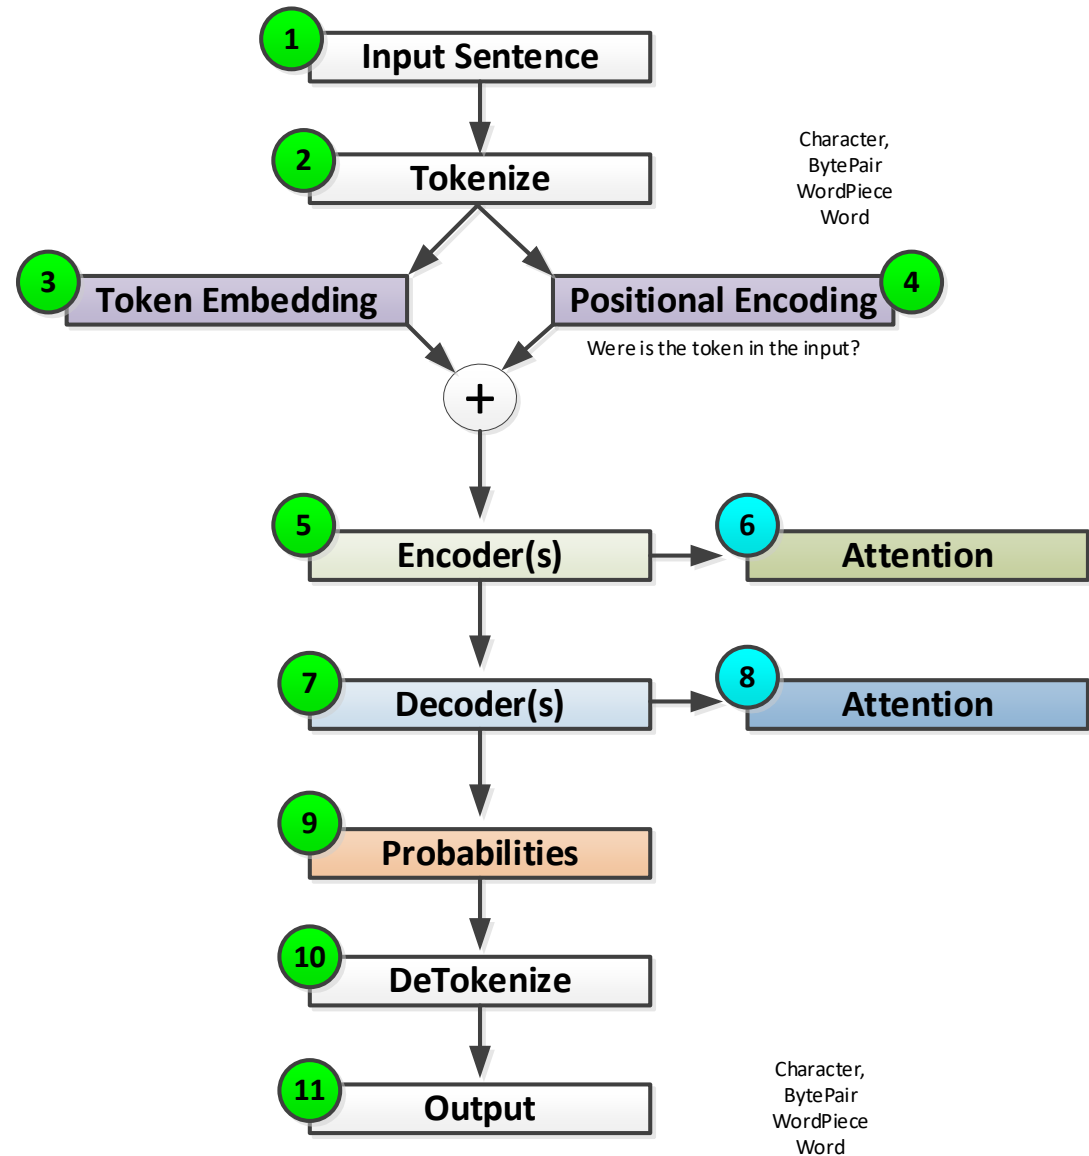 1
Input Sentence
2
Tokenize
Character,
BytePair
WordPiece
Word
3
Token Embedding
Positional Encoding
4
Were is the token in the input?
+
5
Encoder(s)
6
Attention
7
Decoder(s)
8
Attention
9
Probabilities
10
DeTokenize
11
Output
Character,
BytePair
WordPiece
Word